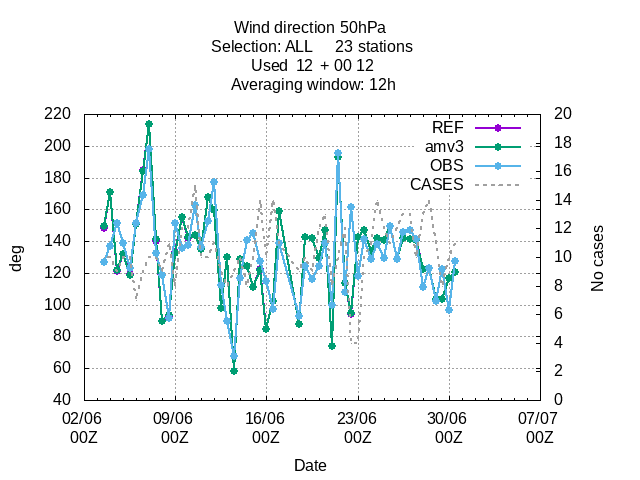 Wind direction 50hPa
Selection: ALL 23 stations
Used 12 + 00 12
Averaging window: 12h
220 20
200 18
180 16
160 14
140 12
120 10
100 8
80 6
60 4
40 2
0
deg
No cases
REF
amv3
OBS
CASES
02/06 09/06 16/06 23/06 30/06 07/07
00Z 00Z 00Z 00Z 00Z 00Z
Date